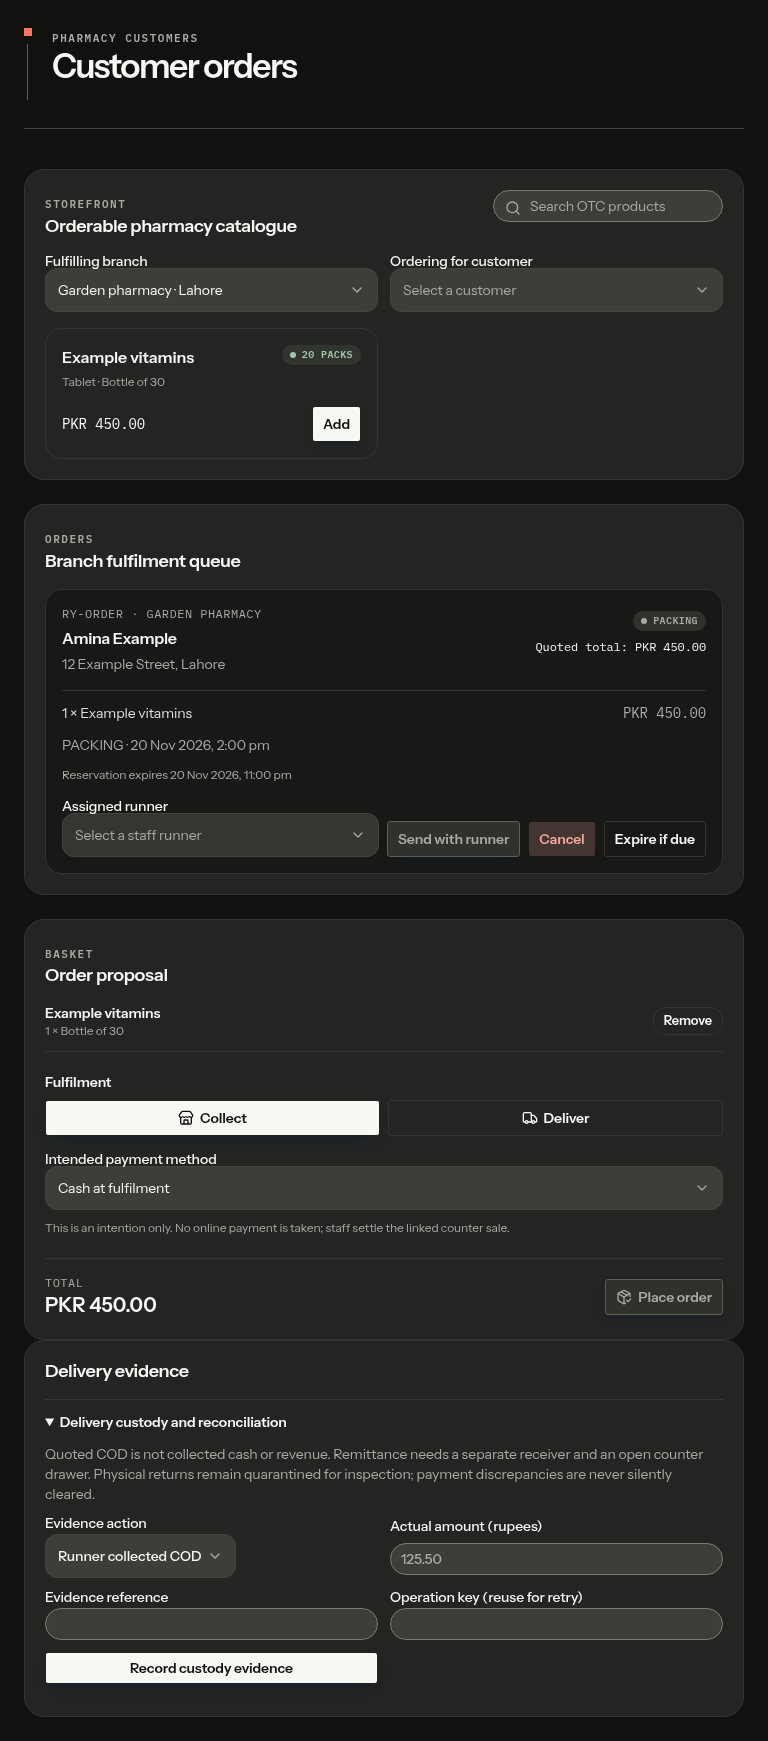 PHARMACY CUSTOMERS
Customer orders
STOREFRONT
Orderable pharmacy catalogue
Search OTC products
Fulfilling branch
Garden pharmacy · Lahore
Ordering for customer
Select a customer
Example vitamins
20 PACKS
Tablet · Bottle of 30
PKR 450.00
Add
ORDERS
Branch fulfilment queue
RY-ORDER · GARDEN PHARMACY
Amina Example
12 Example Street, Lahore
PACKING
Quoted total: PKR 450.00
1 × Example vitamins
PKR 450.00
PACKING · 20 Nov 2026, 2:00 pm
Reservation expires 20 Nov 2026, 11:00 pm
Assigned runner
Select a staff runner
Send with runner
Cancel
Expire if due
BASKET
Order proposal
Example vitamins
1 × Bottle of 30
Remove
Fulfilment
Collect
Deliver
Intended payment method
Cash at fulfilment
This is an intention only. No online payment is taken; staff settle the linked counter sale.
TOTAL
PKR 450.00
Place order
Delivery evidence
Delivery custody and reconciliation
Quoted COD is not collected cash or revenue. Remittance needs a separate receiver and an open counter
drawer. Physical returns remain quarantined for inspection; payment discrepancies are never silently
cleared.
Evidence action
Runner collected COD
Actual amount (rupees)
125.50
Evidence reference
Operation key (reuse for retry)
Record custody evidence